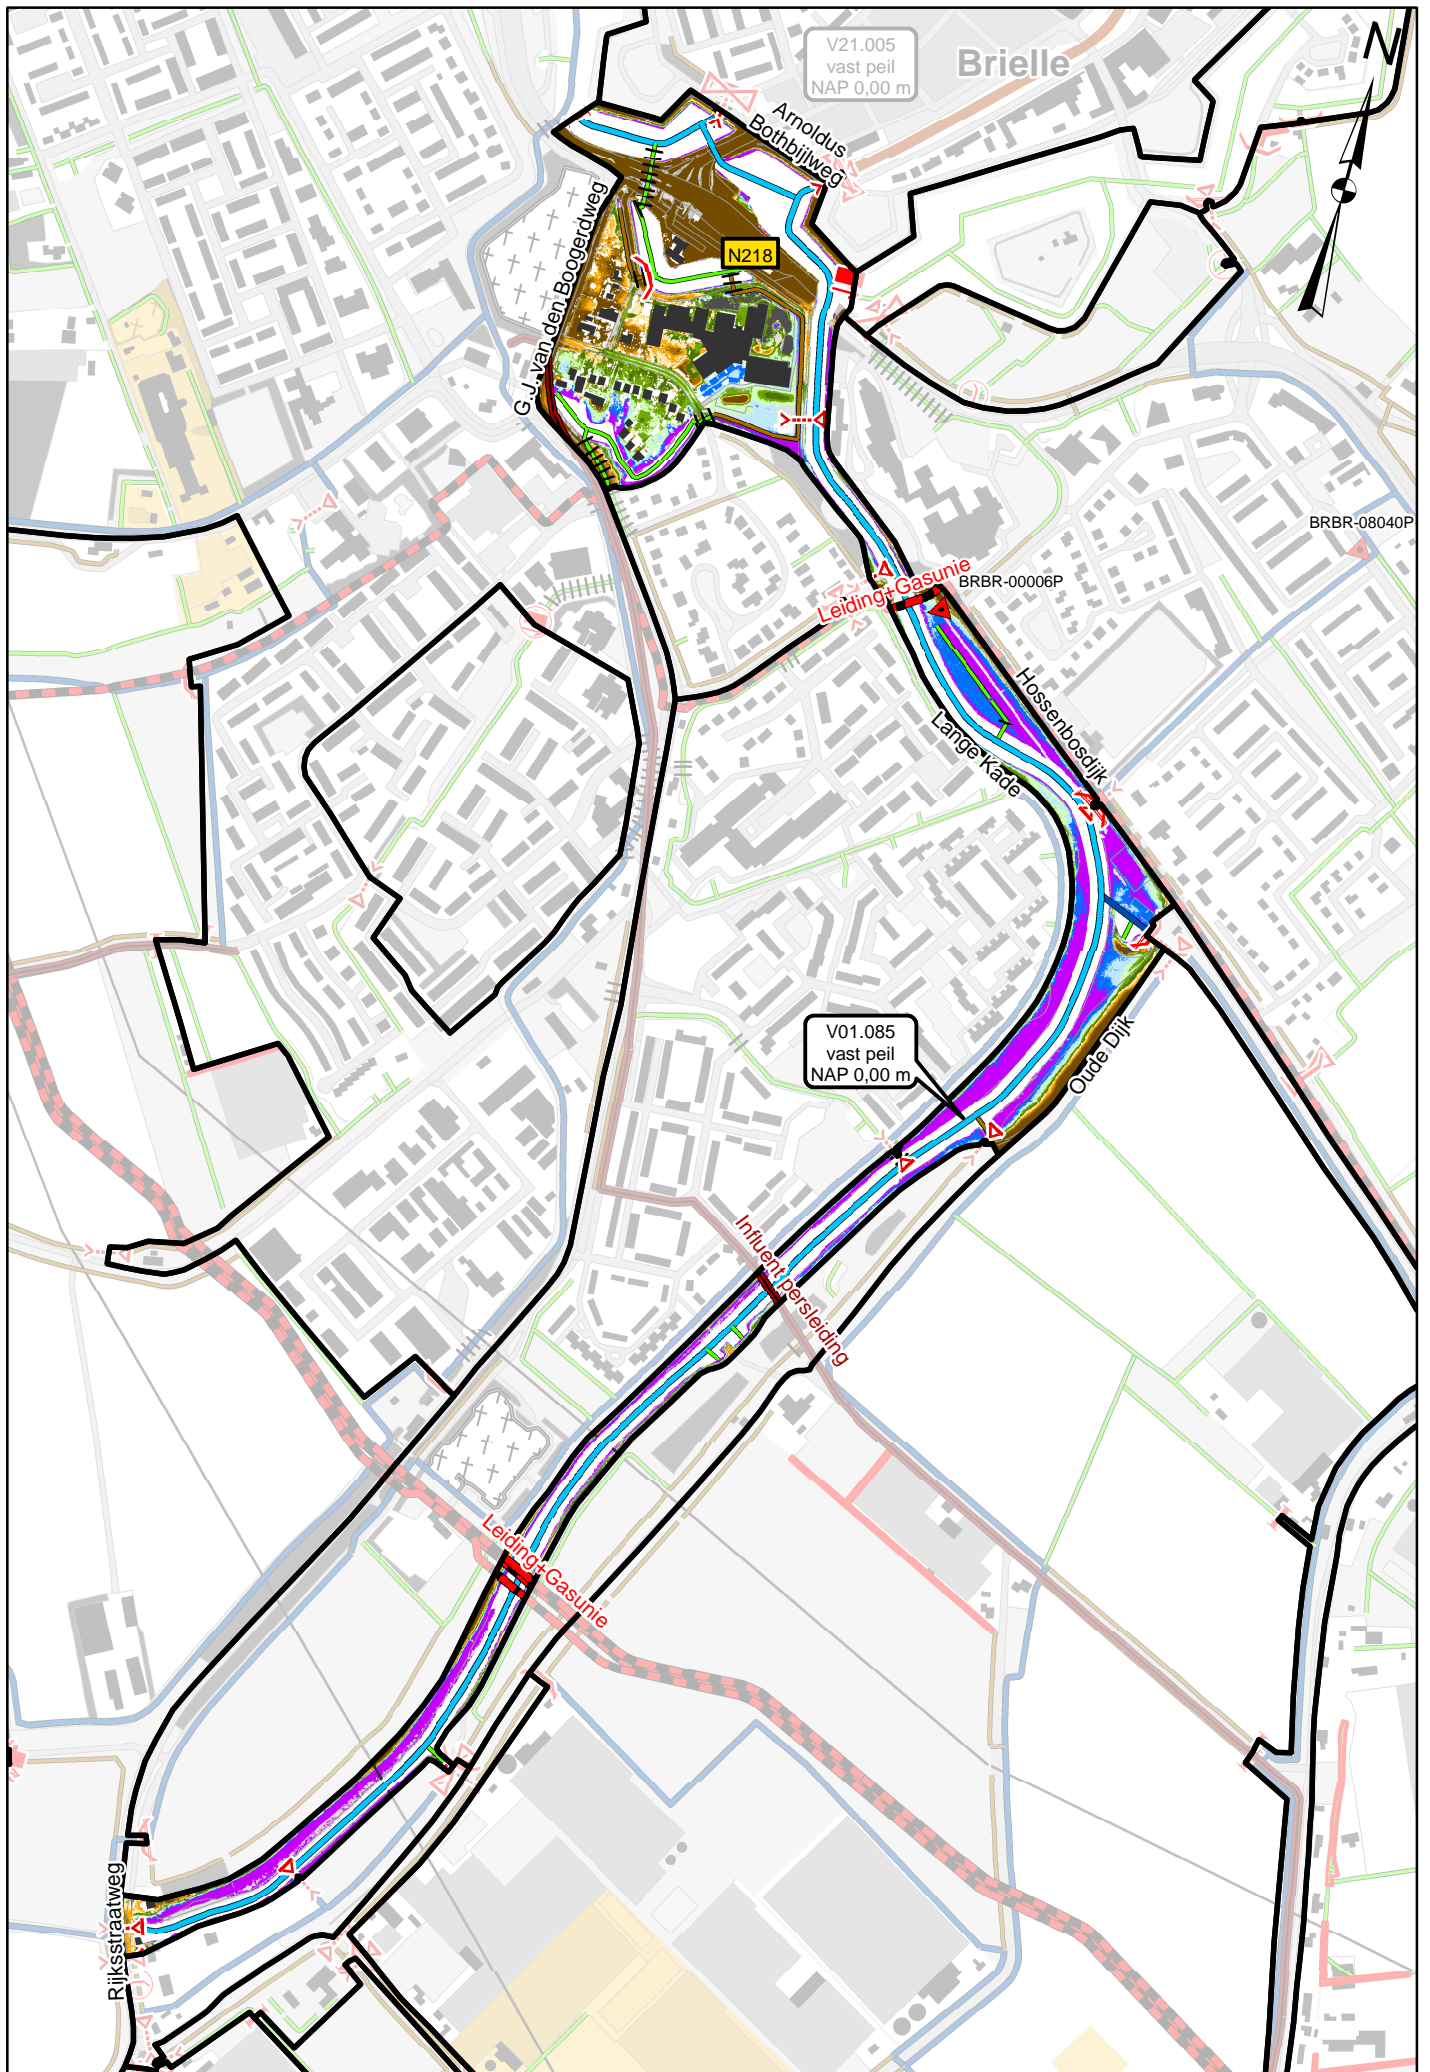 V21.005
vast peil
NAP 0,00 m
Brielle
N
Arnoldus
Bothbijlweg
G.J. van den Boogerdweg
N218
BRBR-08040P
BRBR-00006P
Leiding+Gasunie
Hossenbosdijk
Lange Kade
V01.085
vast peil
NAP 0,00 m
Oude Dijk
Influent persleiding
Leiding+Gasunie
Rijksstraatweg